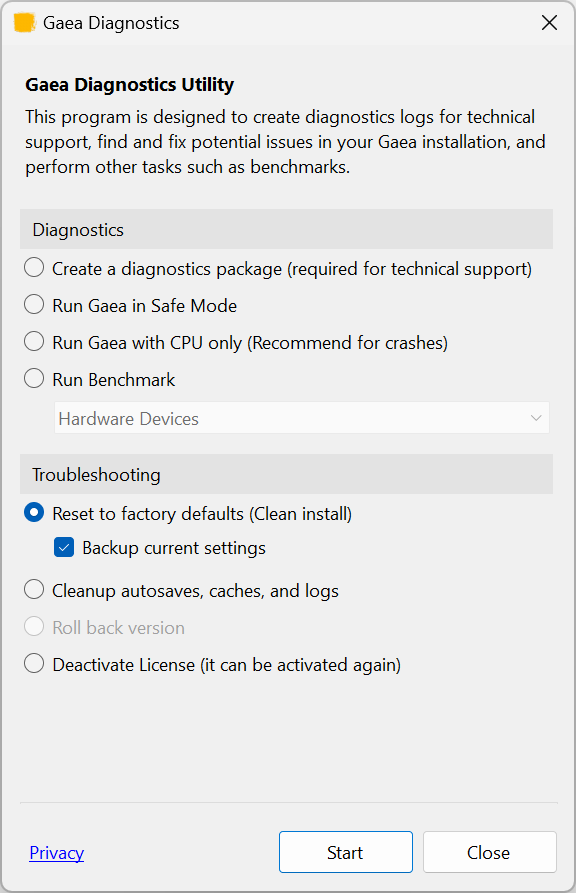 Gaea Diagnostics
Gaea Diagnostics Utility
This program is designed to create diagnostics logs for technical
support, find and fix potential issues in your Gaea installation, and
perform other tasks such as benchmarks.
Diagnostics
Create a diagnostics package (required for technical support)
Run Gaea in Safe Mode
Run Gaea with CPU only (Recommend for crashes)
Run Benchmark
Hardware Devices
Troubleshooting
Reset to factory defaults (Clean install)
Backup current settings
Cleanup autosaves, caches, and logs
Roll back version
Deactivate License (it can be activated again)
Privacy
Start
Close